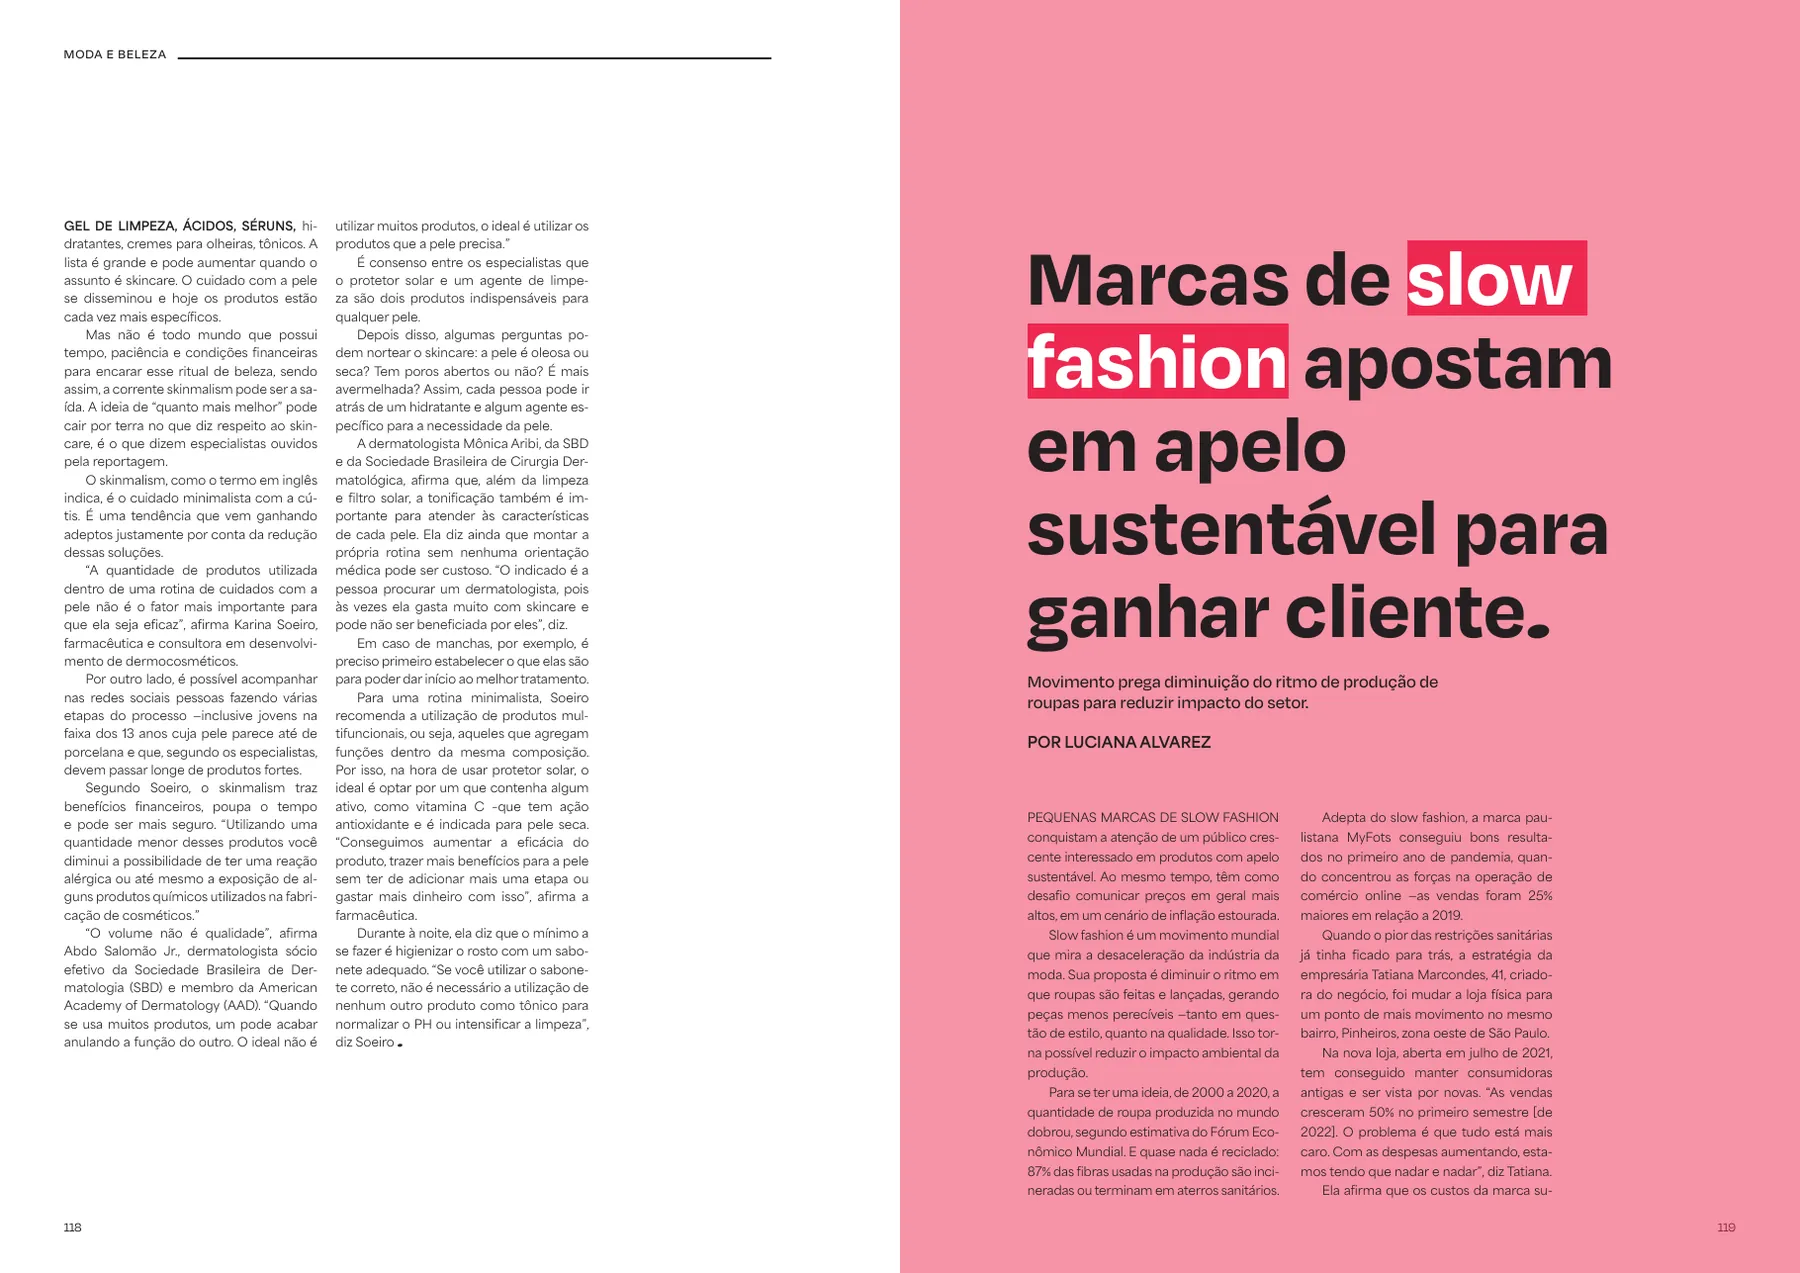 MODA E BELEZA
GEL DE LIMPEZA, ÁCIDOS, SÉRUNS, hi-
dratantes, cremes para olheiras, tônicos. A
lista é grande e pode aumentar quando o
assunto é skincare. O cuidado com a pele
se disseminou e hoje os produtos estão
cada vez mais específicos.
Mas não é todo mundo que possui
tempo, paciência e condições financeiras
para encarar esse ritual de beleza, sendo
assim, a corrente skinmalism pode ser a sa-
ída. A ideia de “quanto mais melhor” pode
cair por terra no que diz respeito ao skin-
care, é o que dizem especialistas ouvidos
pela reportagem.
O skinmalism, como o termo em inglês
indica, é o cuidado minimalista com a cú-
tis. É uma tendência que vem ganhando
adeptos justamente por conta da redução
dessas soluções.
“A quantidade de produtos utilizada
dentro de uma rotina de cuidados com a
pele não é o fator mais importante para
que ela seja eficaz”, afirma Karina Soeiro,
farmacêutica e consultora em desenvolvi-
mento de dermocosméticos.
Por outro lado, é possível acompanhar
nas redes sociais pessoas fazendo várias
etapas do processo —inclusive jovens na
faixa dos 13 anos cuja pele parece até de
porcelana e que, segundo os especialistas,
devem passar longe de produtos fortes.
Segundo Soeiro, o skinmalism traz
benefícios financeiros, poupa o tempo
e pode ser mais seguro. “Utilizando uma
quantidade menor desses produtos você
diminui a possibilidade de ter uma reação
alérgica ou até mesmo a exposição de al-
guns produtos químicos utilizados na fabri-
cação de cosméticos.”
“O volume não é qualidade”, afirma
Abdo Salomão Jr., dermatologista sócio
efetivo da Sociedade Brasileira de Der-
matologia (SBD) e membro da American
Academy of Dermatology (AAD). “Quando
se usa muitos produtos, um pode acabar
anulando a função do outro. O ideal não é
utilizar muitos produtos, o ideal é utilizar os
produtos que a pele precisa.”
É consenso entre os especialistas que
o protetor solar e um agente de limpe-
za são dois produtos indispensáveis para
qualquer pele.
Depois disso, algumas perguntas po-
dem nortear o skincare: a pele é oleosa ou
seca? Tem poros abertos ou não? É mais
avermelhada? Assim, cada pessoa pode ir
atrás de um hidratante e algum agente es-
pecífico para a necessidade da pele.
A dermatologista Mônica Aribi, da SBD
e da Sociedade Brasileira de Cirurgia Der-
matológica, afirma que, além da limpeza
e filtro solar, a tonificação também é im-
portante para atender às características
de cada pele. Ela diz ainda que montar a
própria rotina sem nenhuma orientação
médica pode ser custoso. “O indicado é a
pessoa procurar um dermatologista, pois
às vezes ela gasta muito com skincare e
pode não ser beneficiada por eles”, diz.
Em caso de manchas, por exemplo, é
preciso primeiro estabelecer o que elas são
para poder dar início ao melhor tratamento.
Para uma rotina minimalista, Soeiro
recomenda a utilização de produtos mul-
tifuncionais, ou seja, aqueles que agregam
funções dentro da mesma composição.
Por isso, na hora de usar protetor solar, o
ideal é optar por um que contenha algum
ativo, como vitamina C -que tem ação
antioxidante e é indicada para pele seca.
“Conseguimos aumentar a eficácia do
produto, trazer mais benefícios para a pele
sem ter de adicionar mais uma etapa ou
gastar mais dinheiro com isso”, afirma a
farmacêutica.
Durante à noite, ela diz que o mínimo a
se fazer é higienizar o rosto com um sabo-
nete adequado. “Se você utilizar o sabone-
te correto, não é necessário a utilização de
nenhum outro produto como tônico para
normalizar o PH ou intensificar a limpeza”,
diz Soeiro.
118
Marcas de slow
fashion apostam
em apelo
sustentável para
ganhar cliente.
Movimento prega diminuição do ritmo de produção de
roupas para reduzir impacto do setor.
POR LUCIANA ALVAREZ
PEQUENAS MARCAS DE SLOW FASHION
conquistam a atenção de um público cres-
cente interessado em produtos com apelo
sustentável. Ao mesmo tempo, têm como
desafio comunicar preços em geral mais
altos, em um cenário de inflação estourada.
Slow fashion é um movimento mundial
que mira a desaceleração da indústria da
moda. Sua proposta é diminuir o ritmo em
que roupas são feitas e lançadas, gerando
peças menos perecíveis —tanto em ques-
tão de estilo, quanto na qualidade. Isso tor-
na possível reduzir o impacto ambiental da
produção.
Para se ter uma ideia, de 2000 a 2020, a
quantidade de roupa produzida no mundo
dobrou, segundo estimativa do Fórum Eco-
nômico Mundial. E quase nada é reciclado:
87% das fibras usadas na produção são inci-
neradas ou terminam em aterros sanitários.
Adepta do slow fashion, a marca pau-
listana MyFots conseguiu bons resulta-
dos no primeiro ano de pandemia, quan-
do concentrou as forças na operação de
comércio online —as vendas foram 25%
maiores em relação a 2019.
Quando o pior das restrições sanitárias
já tinha ficado para trás, a estratégia da
empresária Tatiana Marcondes, 41, criado-
ra do negócio, foi mudar a loja física para
um ponto de mais movimento no mesmo
bairro, Pinheiros, zona oeste de São Paulo.
Na nova loja, aberta em julho de 2021,
tem conseguido manter consumidoras
antigas e ser vista por novas. “As vendas
cresceram 50% no primeiro semestre [de
2022]. O problema é que tudo está mais
caro. Com as despesas aumentando, esta-
mos tendo que nadar e nadar”, diz Tatiana.
Ela afirma que os custos da marca su-
119